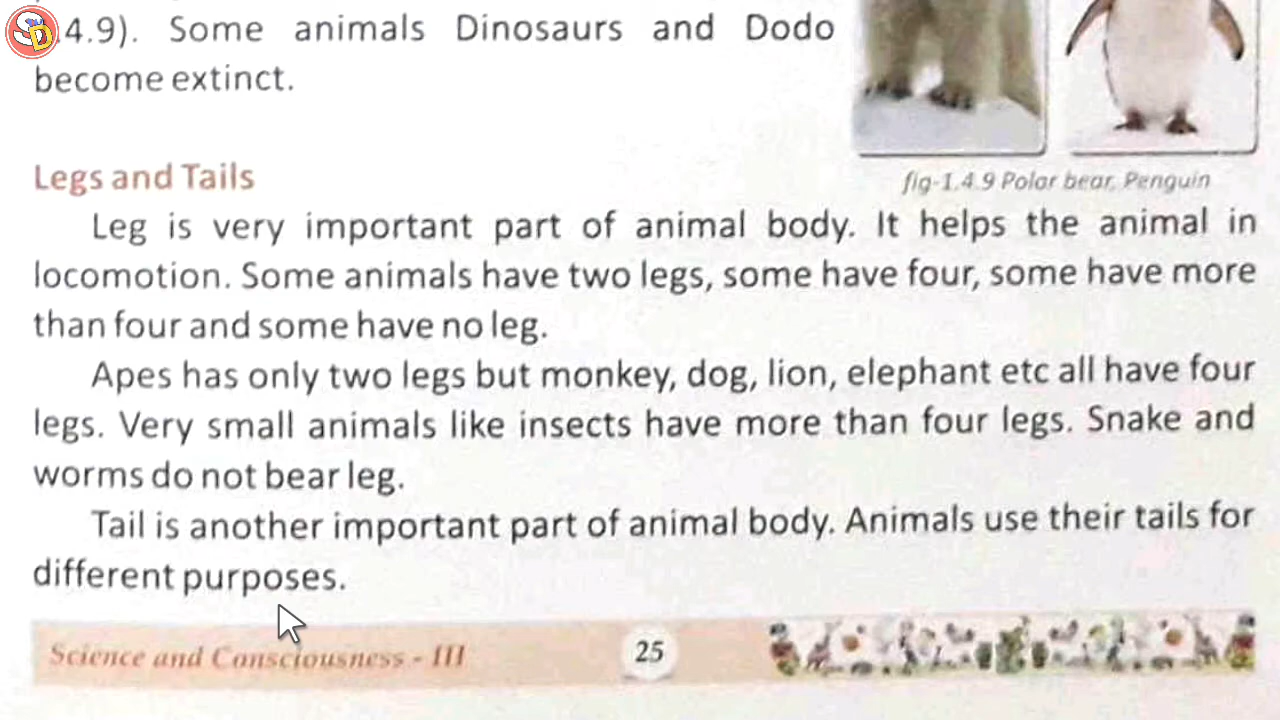 .4.9). Some animals Dinosaurs and Dodo
become extinct.
fig-1.4.9 Polar bear, Penguin
Legs and Tails
Leg is very important part of animal body. It helps the animal in
locomotion. Some animals have two legs, some have four, some have more
than four and some have no leg.
Apes has only two legs but monkey, dog, lion, elephant etc all have four
legs. Very small animals like insects have more than four legs. Snake and
worms do not bear leg.
Tail is another important part of animal body. Animals use their tails for
different purposes.
Science and Consciousness - III
25